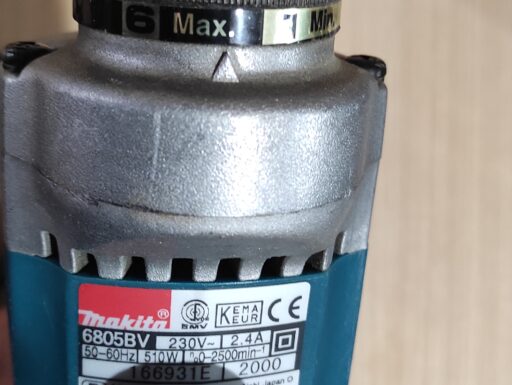 6 Max. 1 Min.
makita®
SMV
KEMA
KEUR
CE
6805BV 230V~ 2.4A
50-60Hz 510W 0-2500min⁻¹
166931E 2000